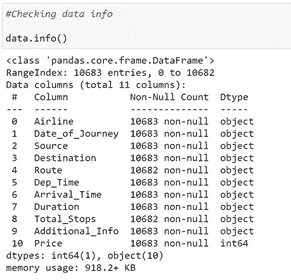 #Checking data info
data.info()
<class 'pandas.core.frame.DataFrame'>
RangeIndex: 10683 entries, 0 to 10682
Data columns (total 11 columns):
 #   Column           Non-Null Count  Dtype
---  ------           --------------  -----
 0   Airline          10683 non-null  object
 1   Date_of_Journey  10683 non-null  object
 2   Source           10683 non-null  object
 3   Destination      10683 non-null  object
 4   Route            10682 non-null  object
 5   Dep_Time         10683 non-null  object
 6   Arrival_Time     10683 non-null  object
 7   Duration         10683 non-null  object
 8   Total_Stops      10682 non-null  object
 9   Additional_Info  10683 non-null  object
 10  Price            10683 non-null  int64
dtypes: int64(1), object(10)
memory usage: 918.2+ KB